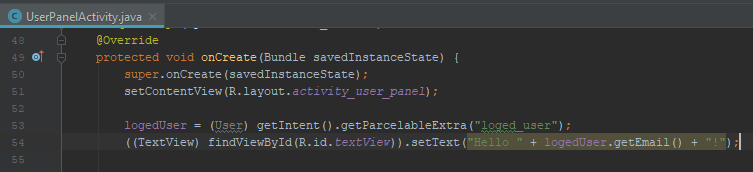 UserPanelActivity.java
48 @Override
49 protected void onCreate(Bundle savedInstanceState) {
50 super.onCreate(savedInstanceState);
51 setContentView(R.layout.activity_user_panel);
52
53 logedUser = (User) getIntent().getParcelableExtra("loged_user");
54 ((TextView) findViewById(R.id.textView)).setText("Hello " + logedUser.getEmail() + "!");
55